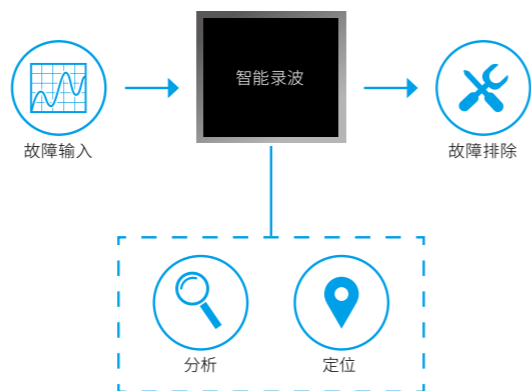 智能录波
故障输入
故障排除
分析
定位